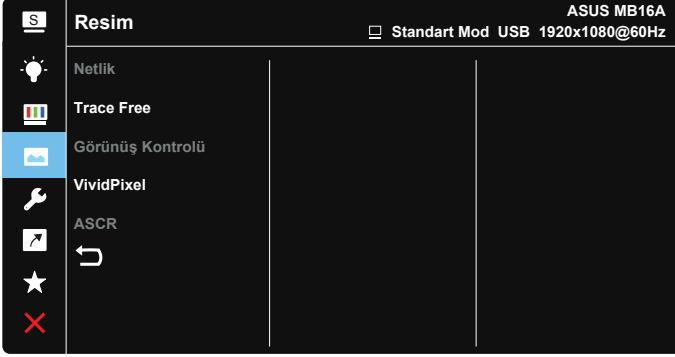 S
Resim
ASUS MB16A
Standart Mod USB 1920x1080@60Hz
Netlik
Trace Free
Görünüş Kontrolü
VividPixel
ASCR